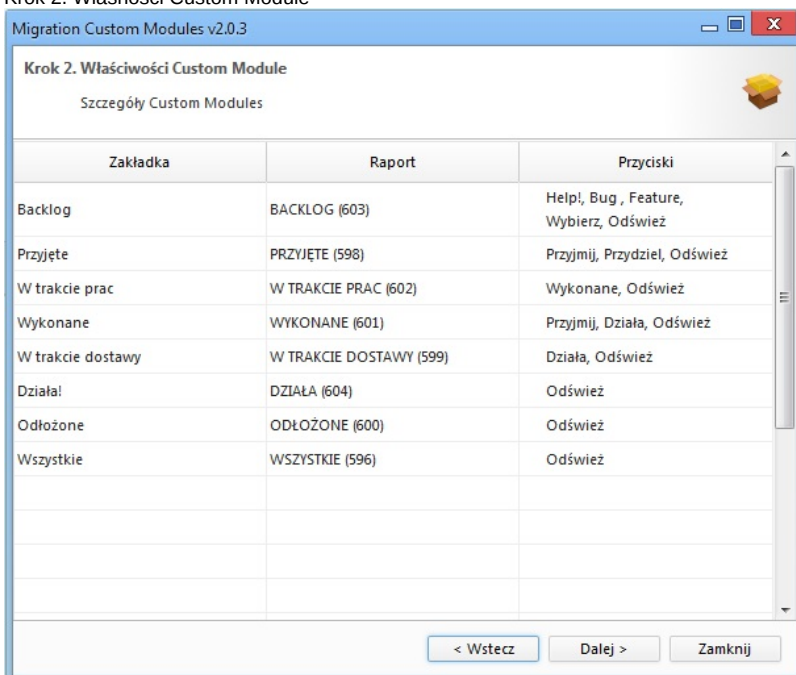 Krok 2. Własności Custom Module
Migration Custom Modules v2.0.3
Krok 2. Właściwości Custom Module
Szczegóły Custom Modules
Zakładka Raport Przyciski
Backlog BACKLOG (603) Help!, Bug , Feature,
Wybierz, Odśwież
Przyjęte PRZYJĘTE (598) Przyjmij, Przydziel, Odśwież
W trakcie prac W TRAKCIE PRAC (602) Wykonane, Odśwież
Wykonane WYKONANE (601) Przyjmij, Działa, Odśwież
W trakcie dostawy W TRAKCIE DOSTAWY (599) Działa, Odśwież
Działa! DZIAŁA (604) Odśwież
Odłożone ODŁOŻONE (600) Odśwież
Wszystkie WSZYSTKIE (596) Odśwież
< Wstecz Dalej > Zamknij